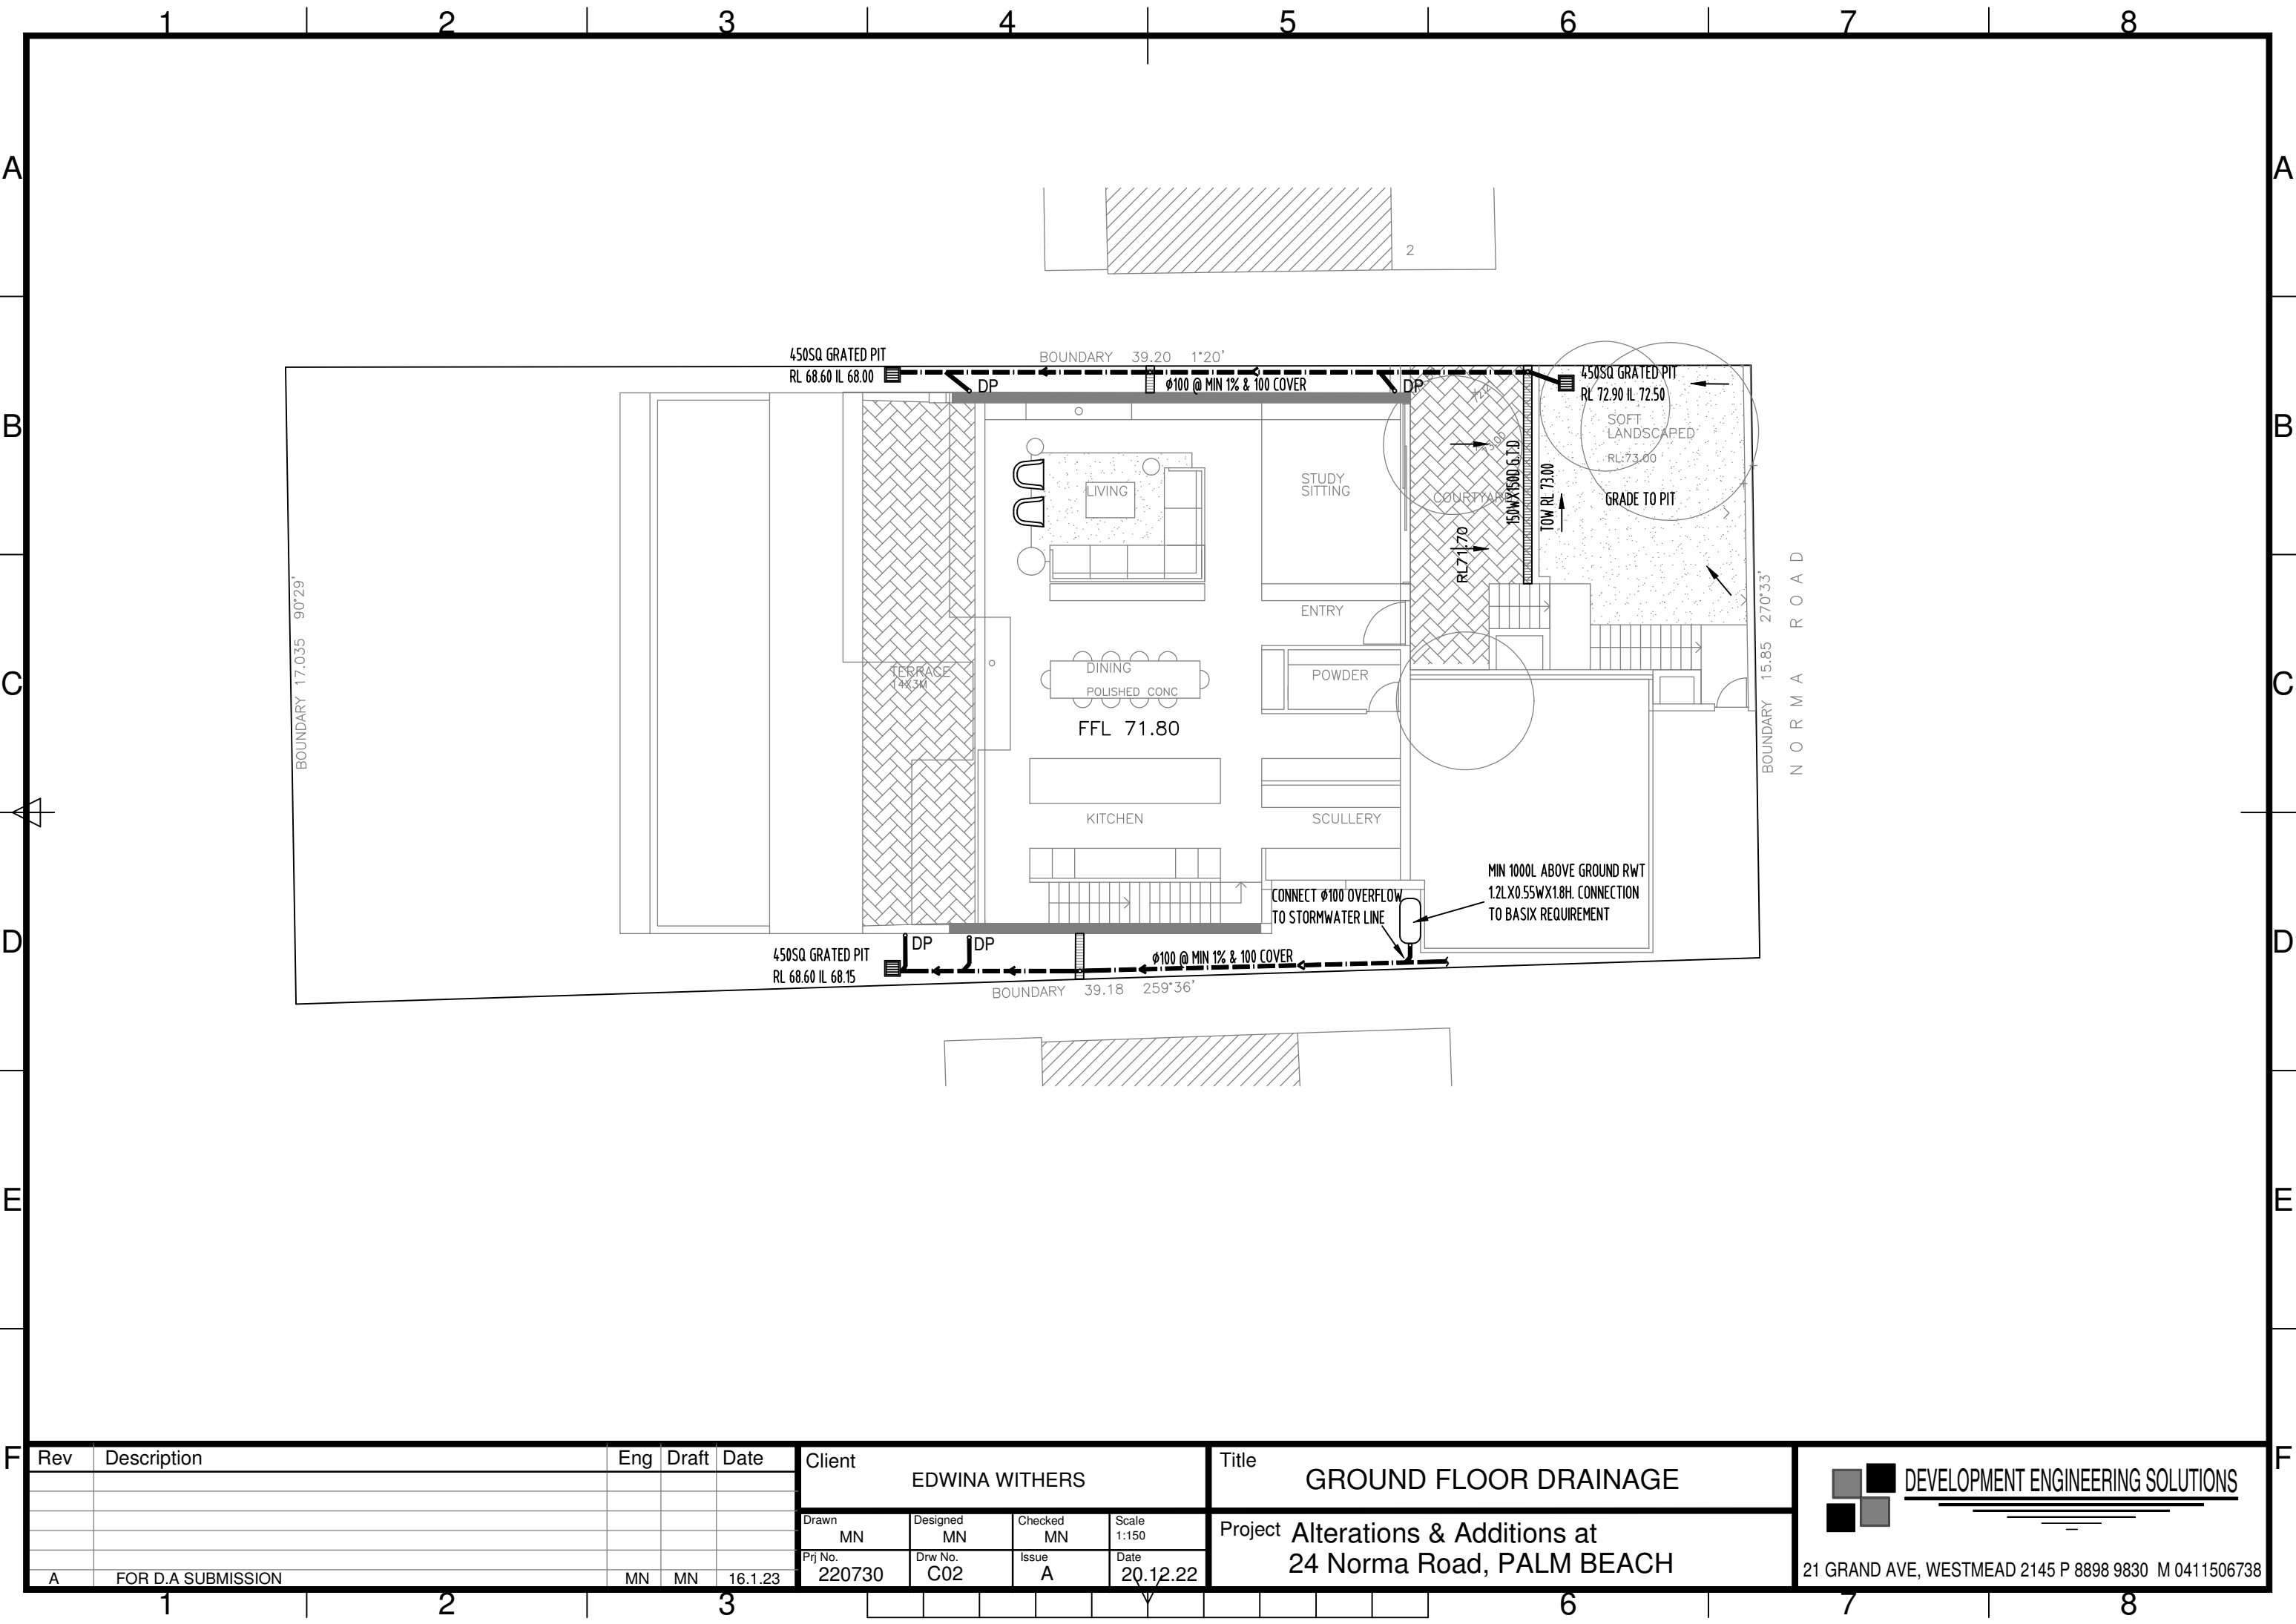 1 2 3 4 5 6 7 8
A A
B B
C C
D D
E E
F F
2
450SQ GRATED PIT
RL 68.60 IL 68.00
BOUNDARY 39.20 1°20'
DP
Ø100 @ MIN 1% & 100 COVER
DP
450SQ GRATED PIT
RL 72.90 IL 72.50
SOFT
LANDSCAPED
RL:73.00
GRADE TO PIT
150WX150D G.T.D
TOW RL 73.00
COURTYARD
RL71.70
LIVING
STUDY
SITTING
ENTRY
POWDER
DINING
POLISHED CONC
FFL 71.80
TERRACE
14X3M
KITCHEN
SCULLERY
BOUNDARY 17.035 90°29'
BOUNDARY 15.85 270°33'
NORMA ROAD
MIN 1000L ABOVE GROUND RWT
1.2LX0.55WX1.8H. CONNECTION
TO BASIX REQUIREMENT
CONNECT Ø100 OVERFLOW
TO STORMWATER LINE
DP
DP
450SQ GRATED PIT
RL 68.60 IL 68.15
Ø100 @ MIN 1% & 100 COVER
BOUNDARY 39.18 259°36'
Rev Description Eng Draft Date
A FOR D.A SUBMISSION MN MN 16.1.23
Client
EDWINA WITHERS
Drawn
MN
Designed
MN
Checked
MN
Scale
1:150
Prj No.
220730
Drw No.
C02
Issue
A
Date
20.12.22
Title
GROUND FLOOR DRAINAGE
Project Alterations & Additions at
24 Norma Road, PALM BEACH
DEVELOPMENT ENGINEERING SOLUTIONS
21 GRAND AVE, WESTMEAD 2145 P 8898 9830 M 0411506738
1 2 3 6 7 8